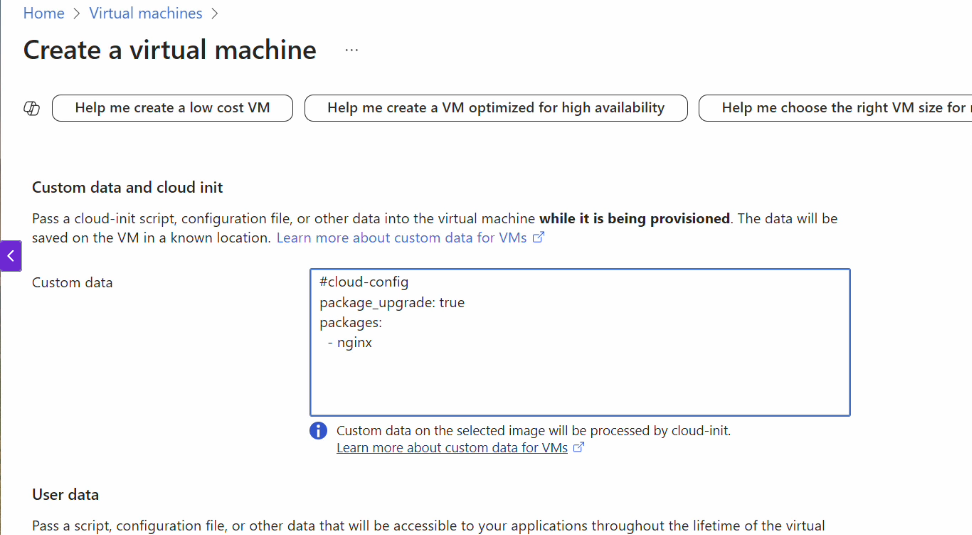 Home > Virtual machines >
Create a virtual machine ...
Help me create a low cost VM
Help me create a VM optimized for high availability
Help me choose the right VM size for
Custom data and cloud init
Pass a cloud-init script, configuration file, or other data into the virtual machine while it is being provisioned. The data will be
saved on the VM in a known location. Learn more about custom data for VMs
Custom data
#cloud-config
package_upgrade: true
packages:
  - nginx
Custom data on the selected image will be processed by cloud-init.
Learn more about custom data for VMs
User data
Pass a script, configuration file, or other data that will be accessible to your applications throughout the lifetime of the virtual